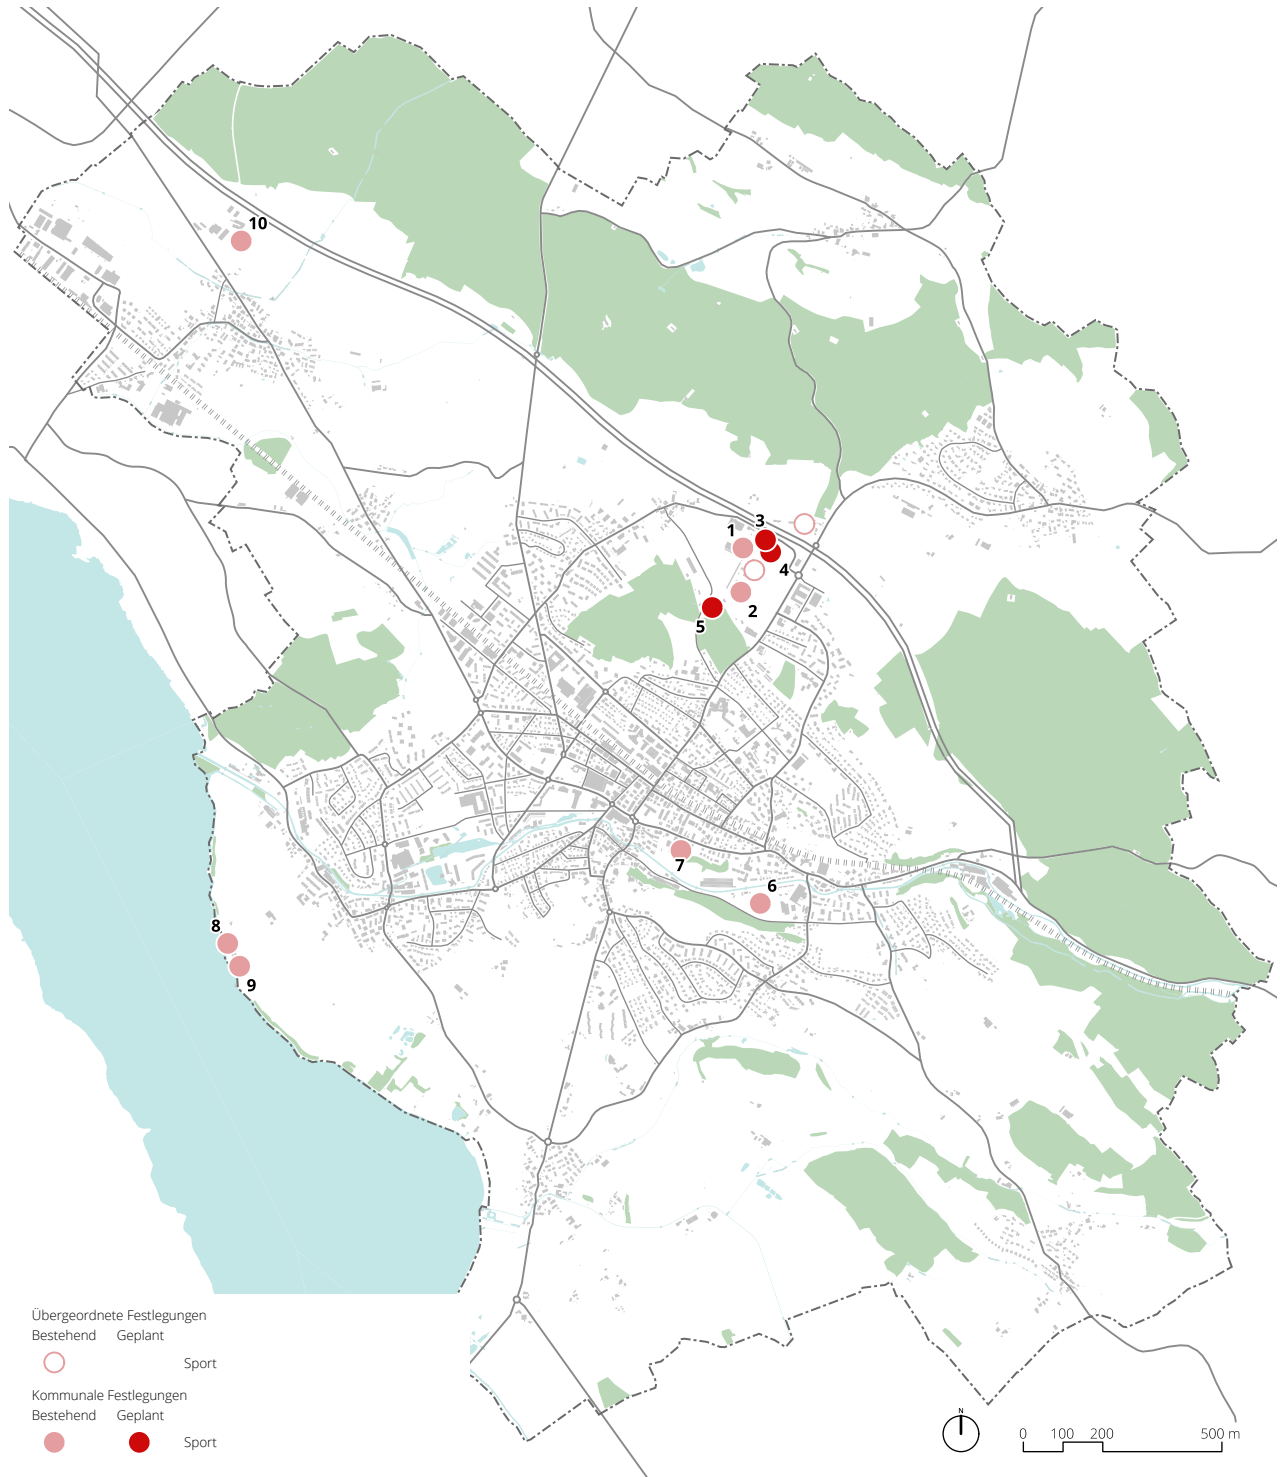 10
3
1
4
2
5
7
6
8
9
Übergeordnete Festlegungen
Bestehend Geplant
Sport
Kommunale Festlegungen
Bestehend Geplant
Sport
N
0 100 200 500 m